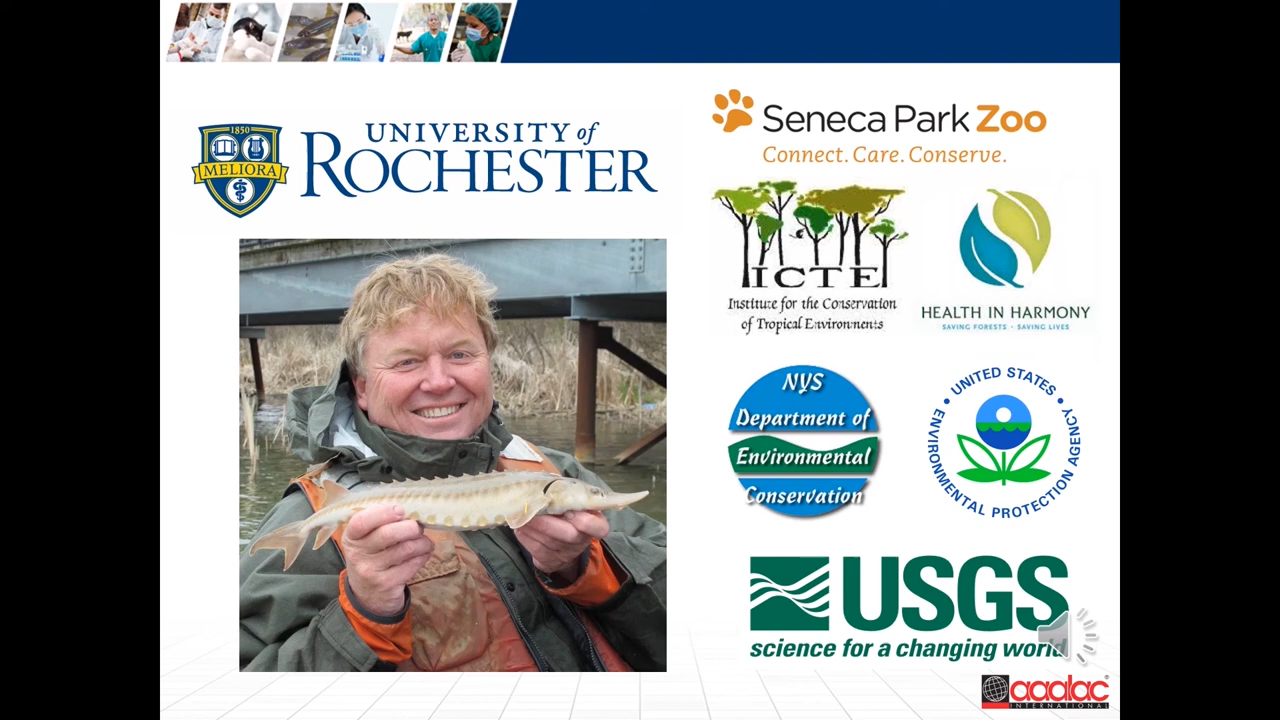 1850
MELIORA
UNIVERSITY of
ROCHESTER
Seneca Park Zoo
Connect. Care. Conserve.
ICTE
Institute for the Conservation
of Tropical Environments
HEALTH IN HARMONY
SAVING FORESTS • SAVING LIVES
NYS
Department of
Environmental
Conservation
UNITED STATES
ENVIRONMENTAL PROTECTION AGENCY
USGS
science for a changing world
aaalac
INTERNATIONAL